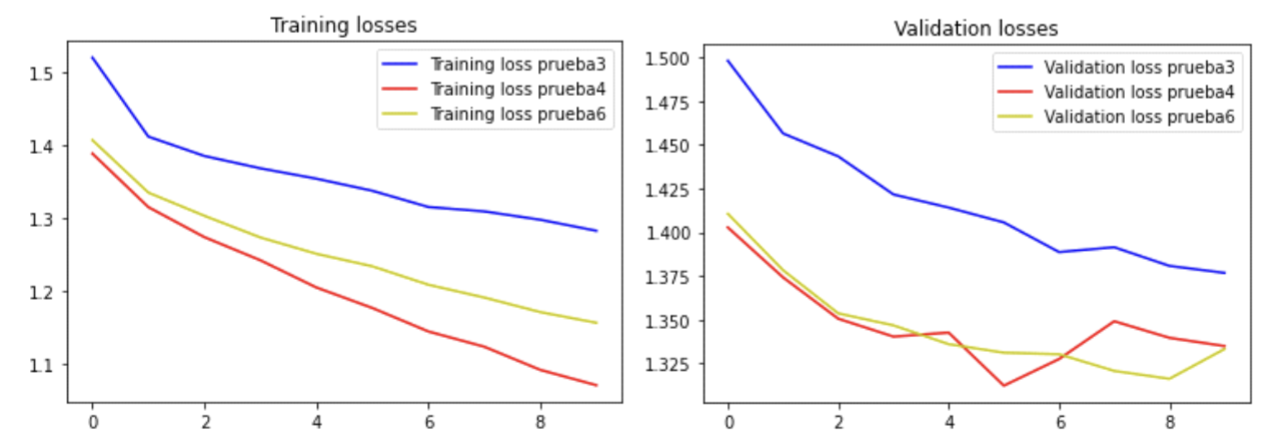 Training losses
Training loss prueba3
Training loss prueba4
Training loss prueba6
1.5
1.4
1.3
1.2
1.1
0 2 4 6 8
Validation losses
Validation loss prueba3
Validation loss prueba4
Validation loss prueba6
1.500
1.475
1.450
1.425
1.400
1.375
1.350
1.325
0 2 4 6 8